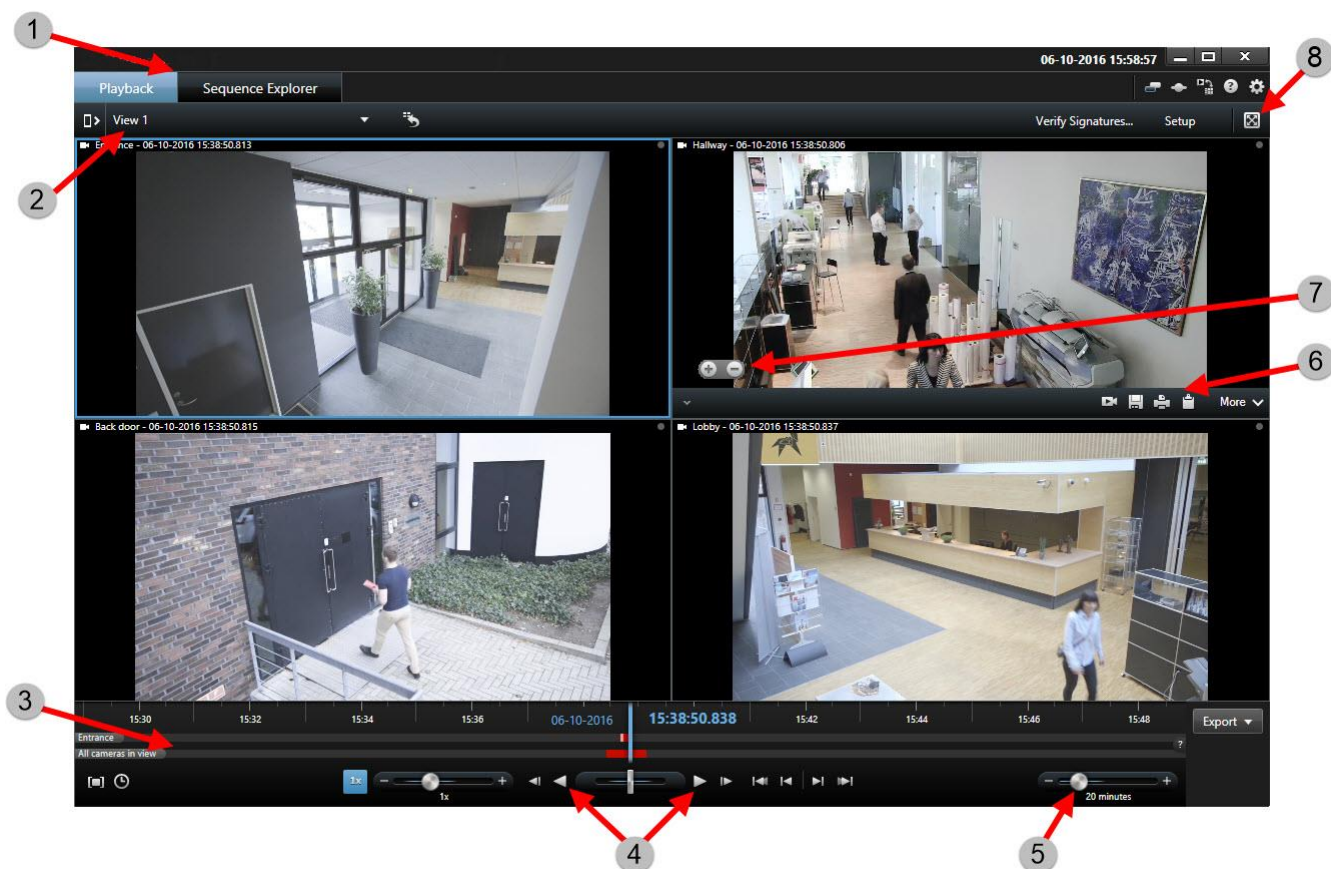 1
06-10-2016 15:58:57
8
Playback Sequence Explorer
View 1 Verify Signatures... Setup
2
Entrance - 06-10-2016 15:38:50.813
Hallway - 06-10-2016 15:38:50.806
7
6
More
Back door - 06-10-2016 15:38:50.815
Lobby - 06-10-2016 15:38:50.837
3
15:30 15:32 15:34 15:36 06-10-2016 15:38:50.838 15:42 15:44 15:46 15:48 Export
Entrance
?
All cameras in view
1x
1x
20 minutes
4
5